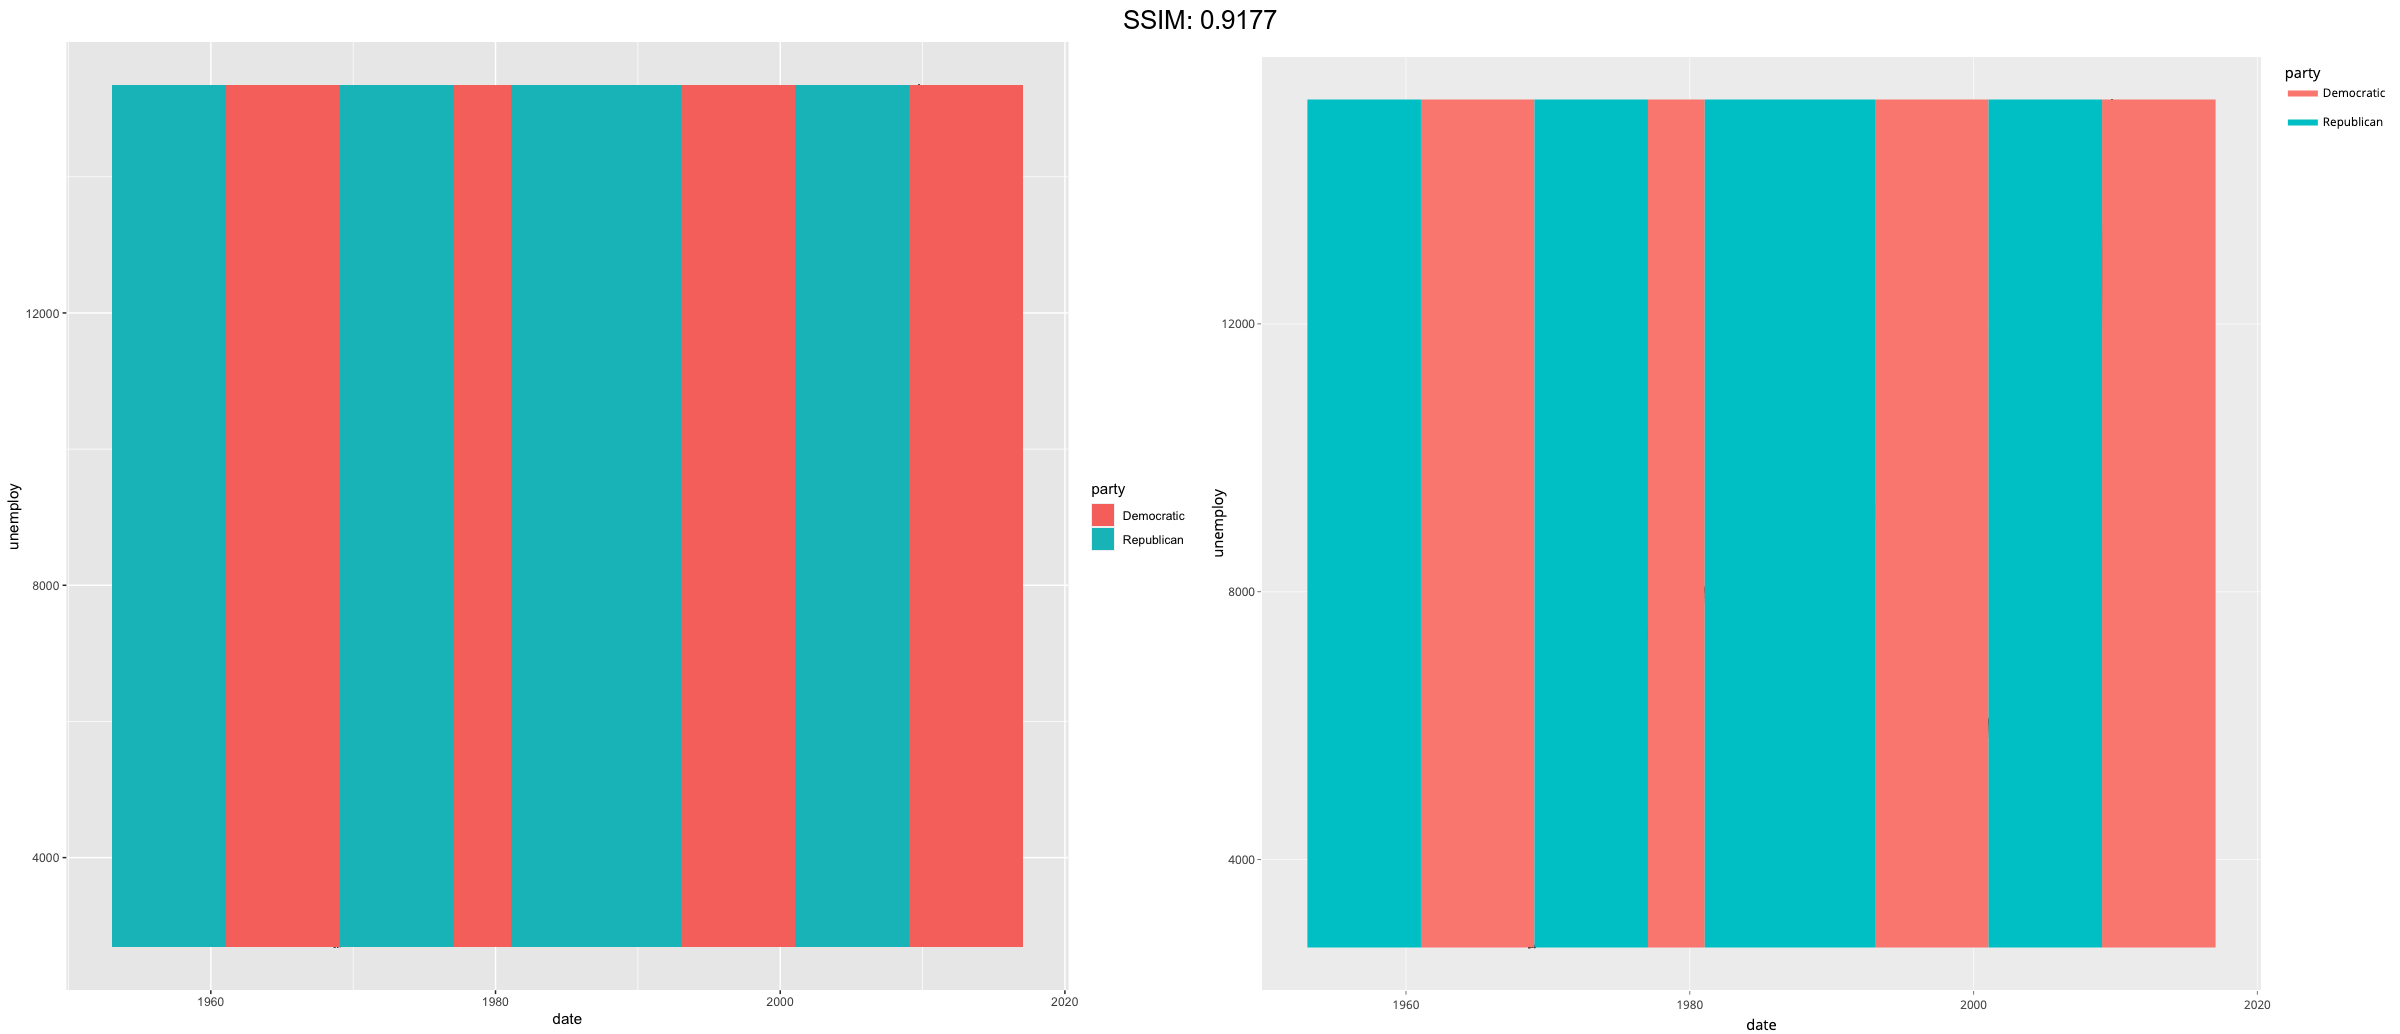 SSIM: 0.9177
unemploy
12000
8000
4000
1960
1980
2000
2020
date
party
Democratic
Republican
unemploy
12000
8000
4000
1960
1980
2000
2020
date
party
Democratic
Republican